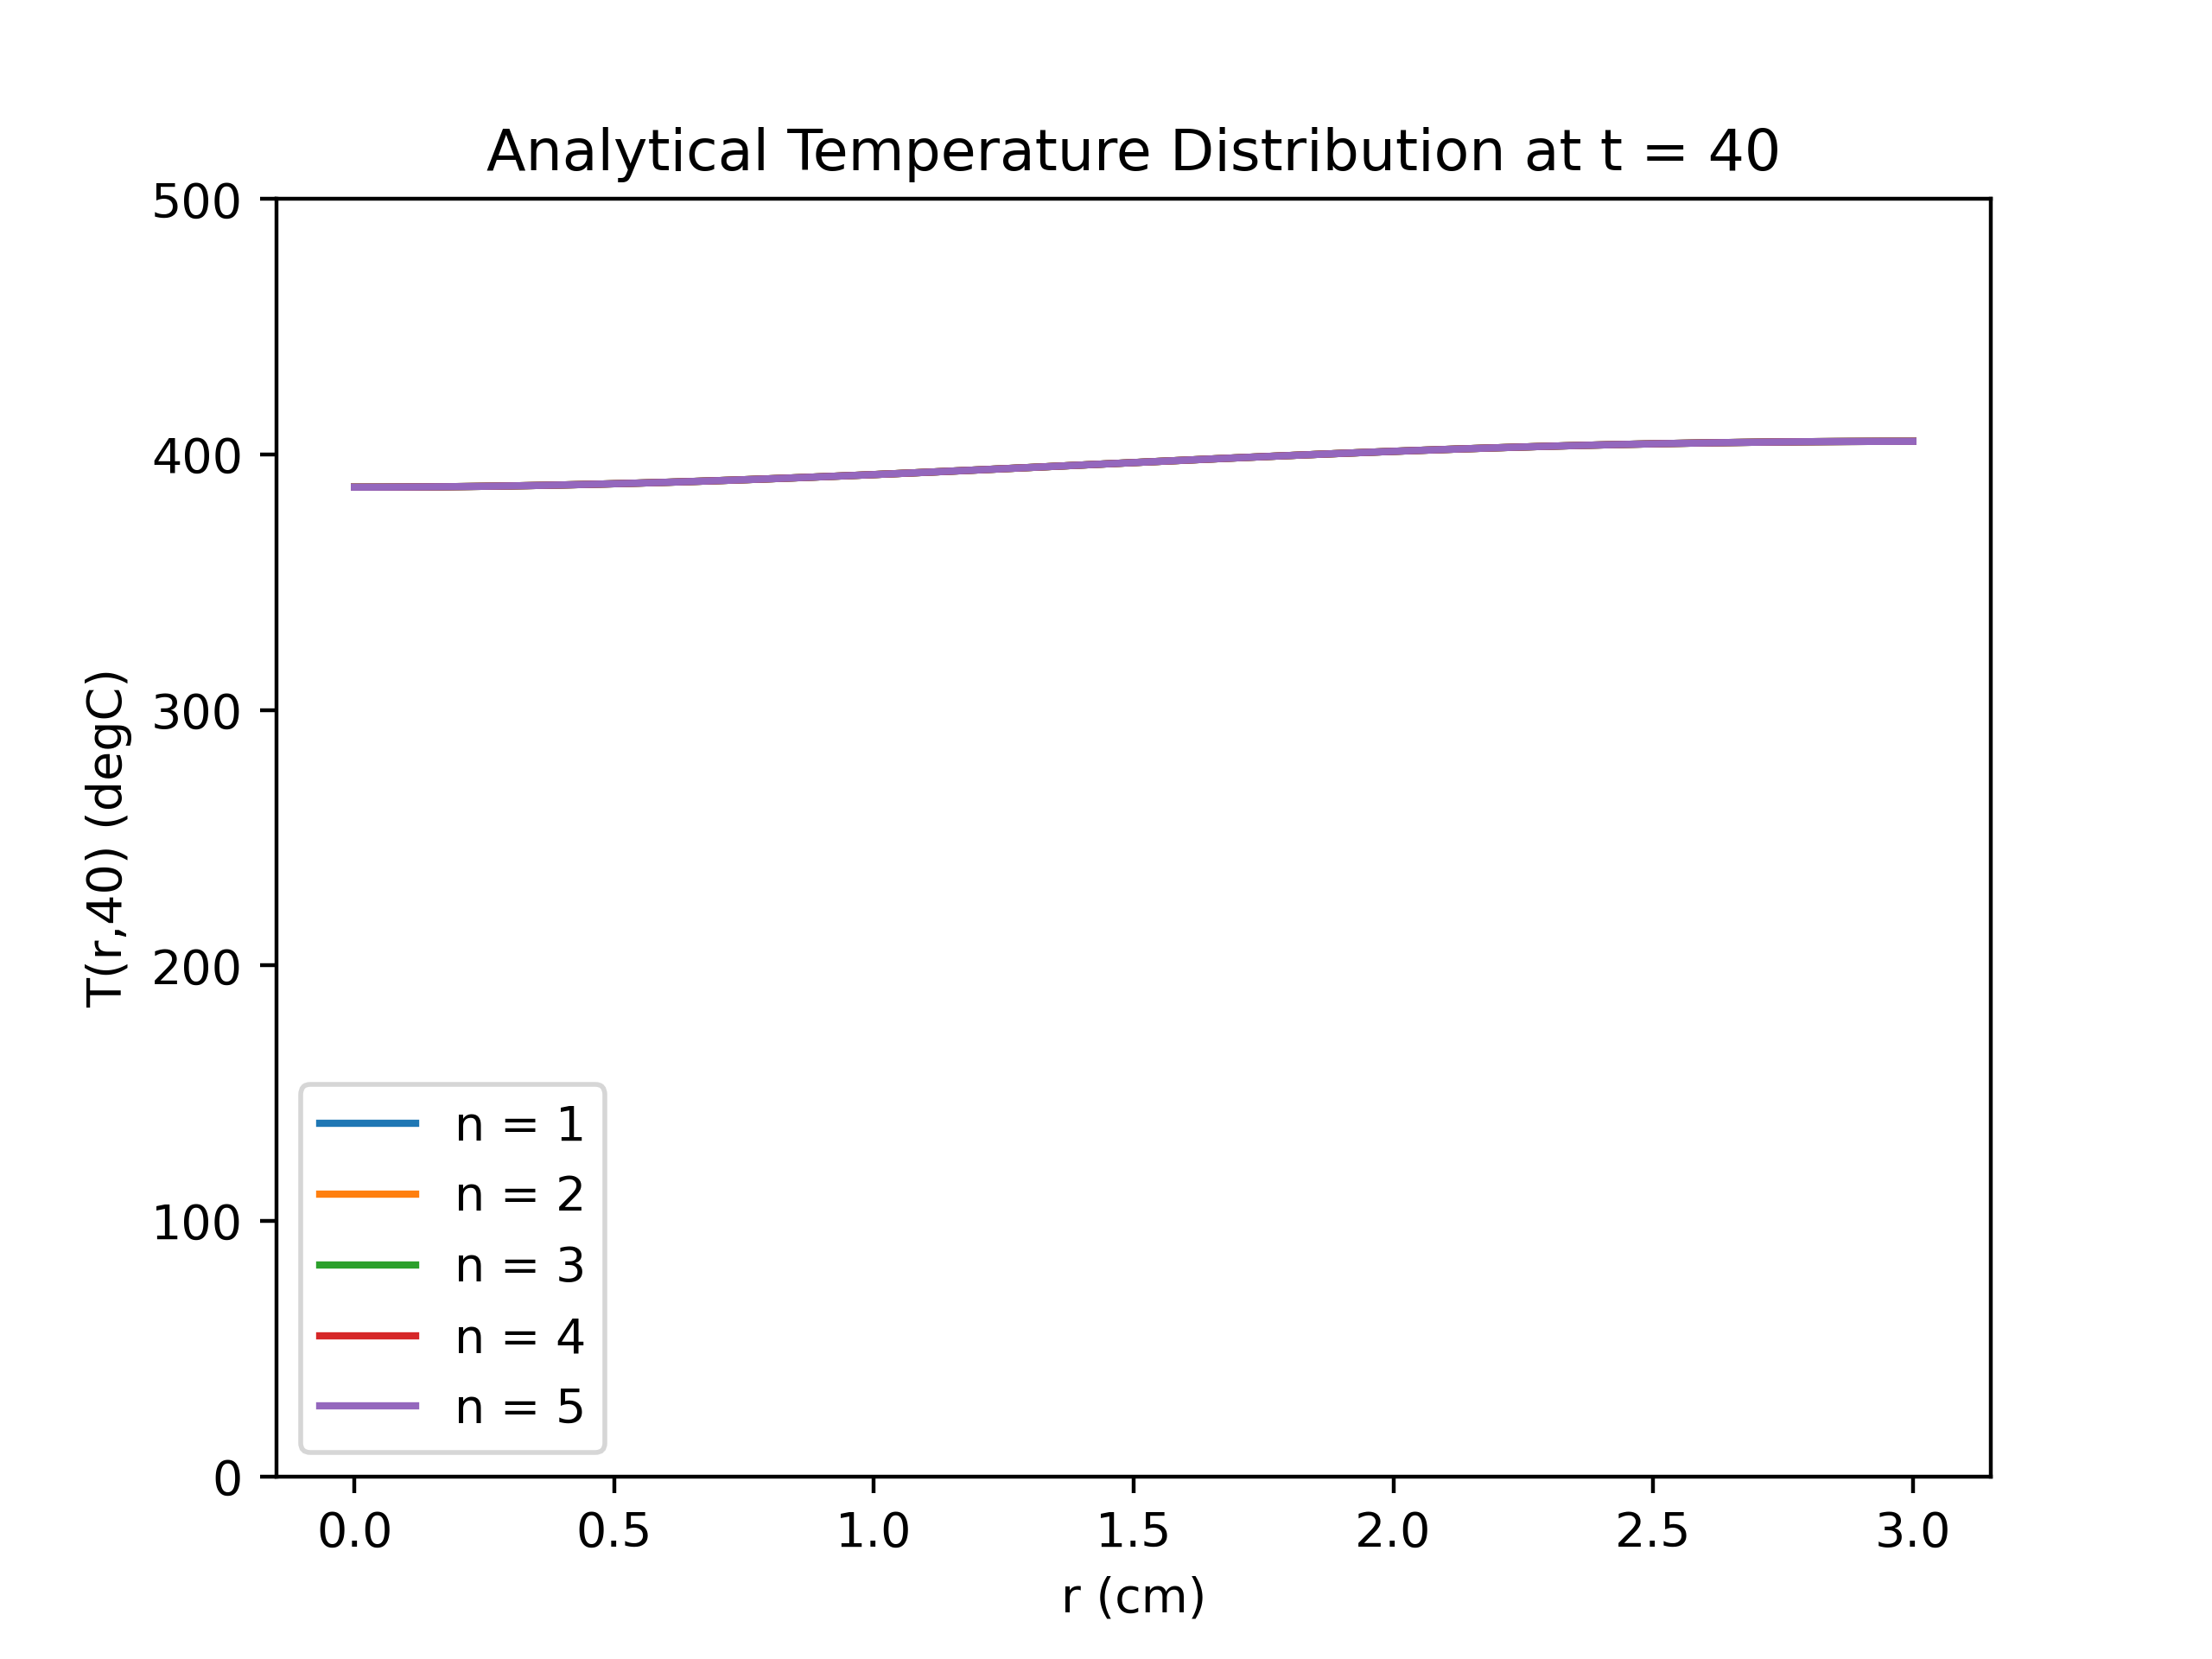 Analytical Temperature Distribution at t = 40
T(r,40) (degC)
500
400
300
200
100
0
n = 1
n = 2
n = 3
n = 4
n = 5
0.0 0.5 1.0 1.5 2.0 2.5 3.0
r (cm)